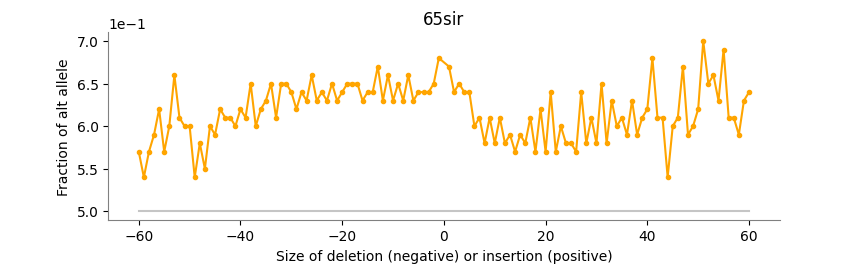 65sir
1e−1
7.0
6.5
6.0
5.5
5.0
Fraction of alt allele
−60 −40 −20 0 20 40 60
Size of deletion (negative) or insertion (positive)